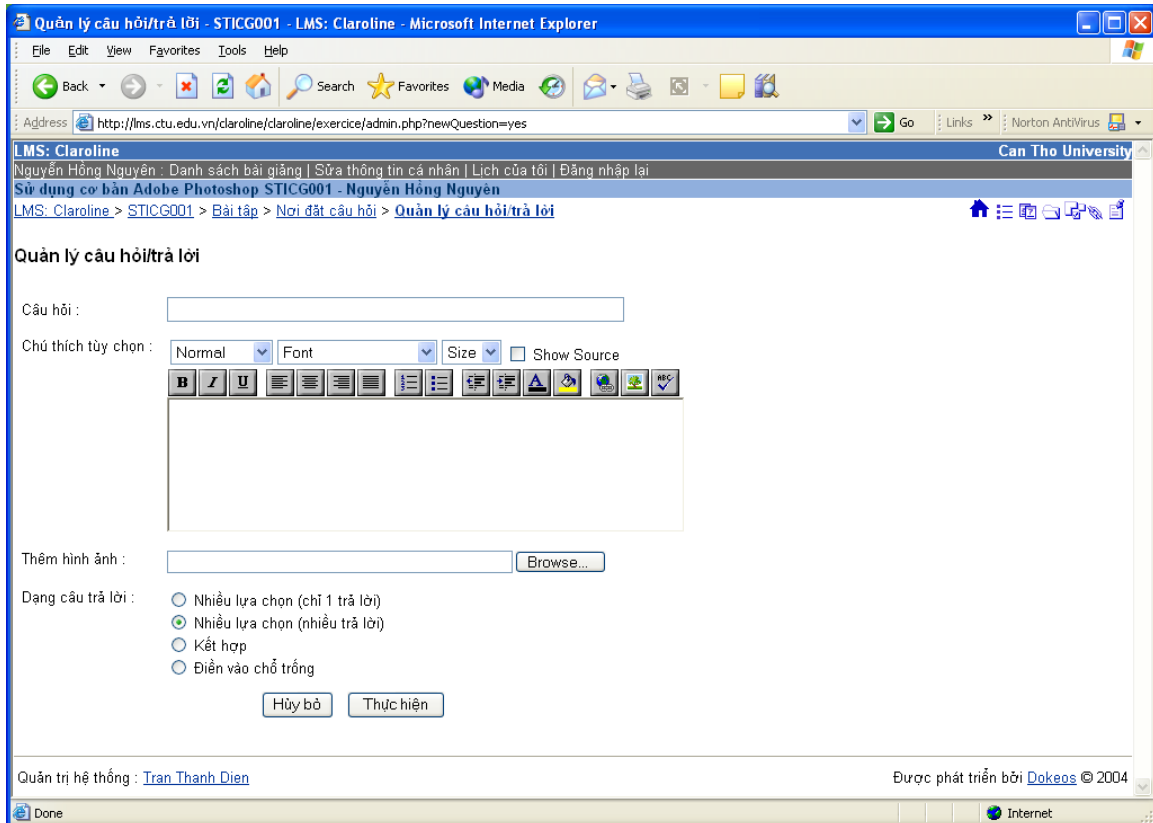 Quản lý câu hỏi/trả lời - STICG001 - LMS: Claroline - Microsoft Internet Explorer
File Edit View Favorites Tools Help
Back Search Favorites Media
Address http://lms.ctu.edu.vn/claroline/claroline/exercice/admin.php?newQuestion=yes Go Links » Norton AntiVirus
LMS: Claroline Can Tho University
Nguyễn Hồng Nguyên : Danh sách bài giảng | Sửa thông tin cá nhân | Lịch của tôi | Đăng nhập lại
Sử dụng cơ bản Adobe Photoshop STICG001 - Nguyễn Hồng Nguyên
LMS: Claroline > STICG001 > Bài tập > Nơi đặt câu hỏi > Quản lý câu hỏi/trả lời
Quản lý câu hỏi/trả lời
Câu hỏi :
Chú thích tùy chọn : Normal Font Size Show Source
B I U A ABC
Thêm hình ảnh : Browse...
Dạng câu trả lời : Nhiều lựa chọn (chỉ 1 trả lời)
Nhiều lựa chọn (nhiều trả lời)
Kết hợp
Điền vào chổ trống
Hủy bỏ Thực hiện
Quản trị hệ thống : Tran Thanh Dien Được phát triển bởi Dokeos © 2004
Done Internet